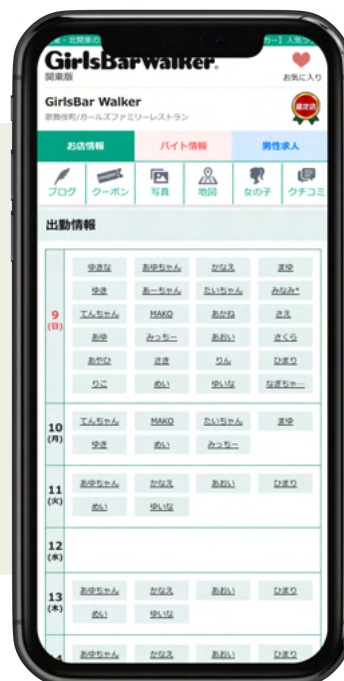 GirlsBarWalker.
関東版
お気に入り
GirlsBar Walker
歌舞伎町/ガールズファミリーレストラン
認定店
お店情報 バイト情報 男性求人
ブログ クーポン 写真 地図 女の子 クチコミ
出勤情報
ゆきな あゆちゃん かなえ まゆ
ゆき あーちゃん たいちゃん みなみ*
9 てんちゃん MAKO あかね さえ
(日)
あゆ みっちー あおい さくら
あやひ さき りん ひまり
りこ めい ゆいな なぎちゃ…
10 てんちゃん MAKO たいちゃん まゆ
(月) ゆき めい みっちー
11 あゆちゃん かなえ あおい ひまり
(火) めい ゆいな
12
(水)
13 あゆちゃん かなえ あおい ひまり
(木) めい ゆいな
14 あゆちゃん かなえ あおい ひまり